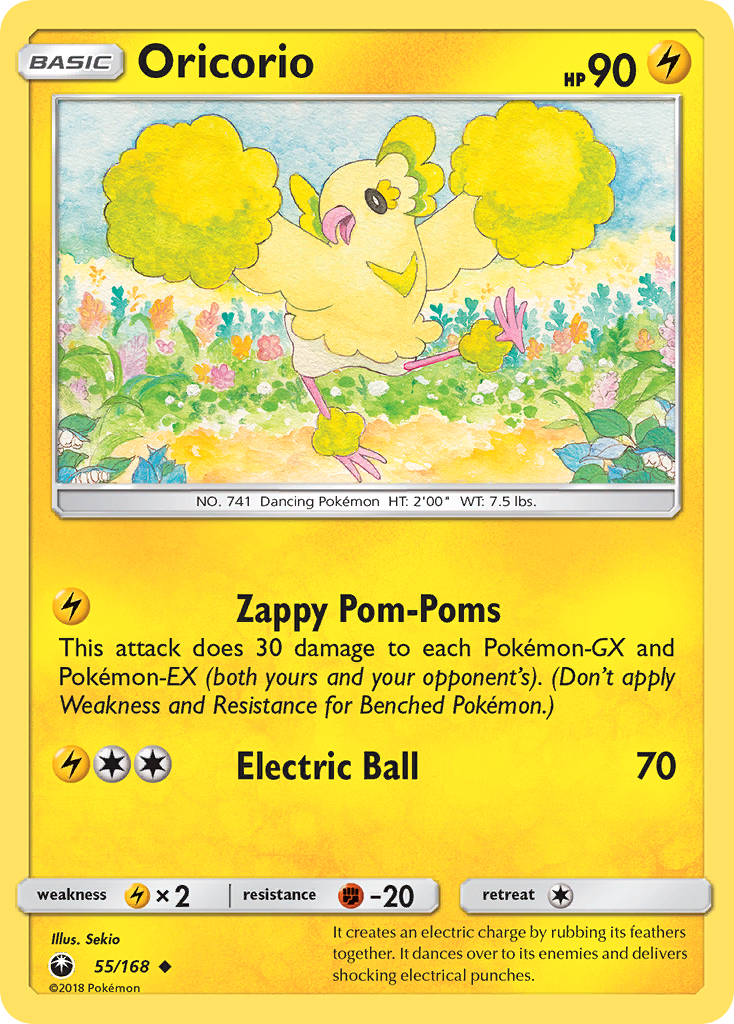 BASIC Oricorio HP 90
NO. 741 Dancing Pokémon HT: 2'00" WT: 7.5 lbs.
Zappy Pom-Poms
This attack does 30 damage to each Pokémon-GX and
Pokémon-EX (both yours and your opponent's). (Don't apply
Weakness and Resistance for Benched Pokémon.)
Electric Ball 70
weakness ×2 resistance -20 retreat
Illus. Sekio
55/168
©2018 Pokémon
It creates an electric charge by rubbing its feathers
together. It dances over to its enemies and delivers
shocking electrical punches.